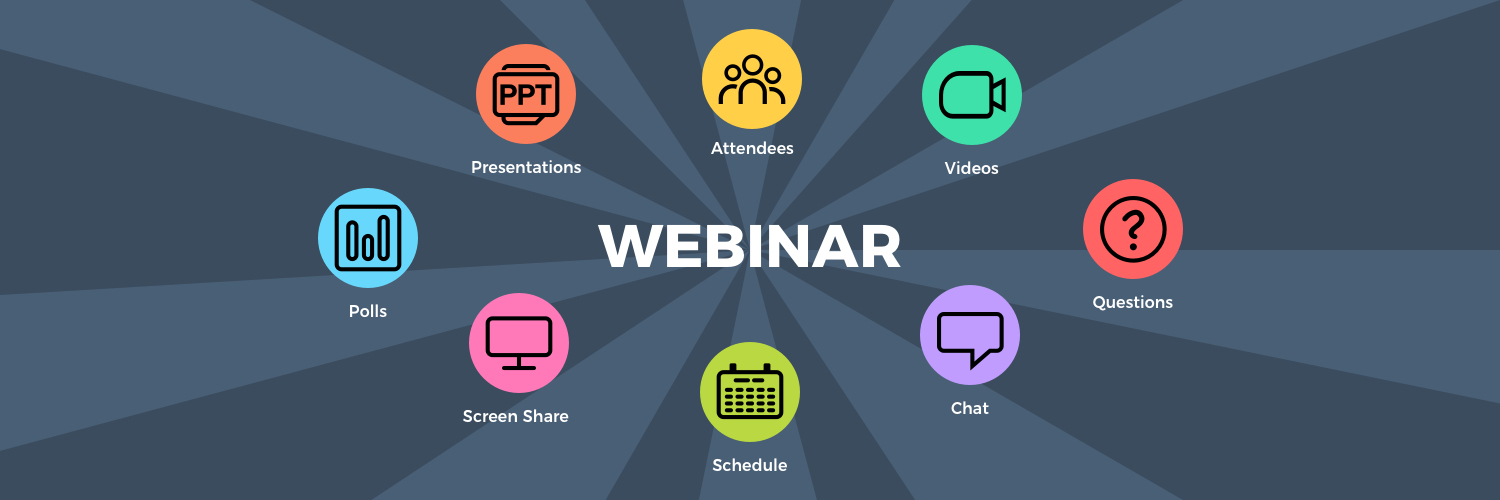 PPT
Presentations
Attendees
Videos
Polls
WEBINAR
Questions
Screen Share
Chat
Schedule